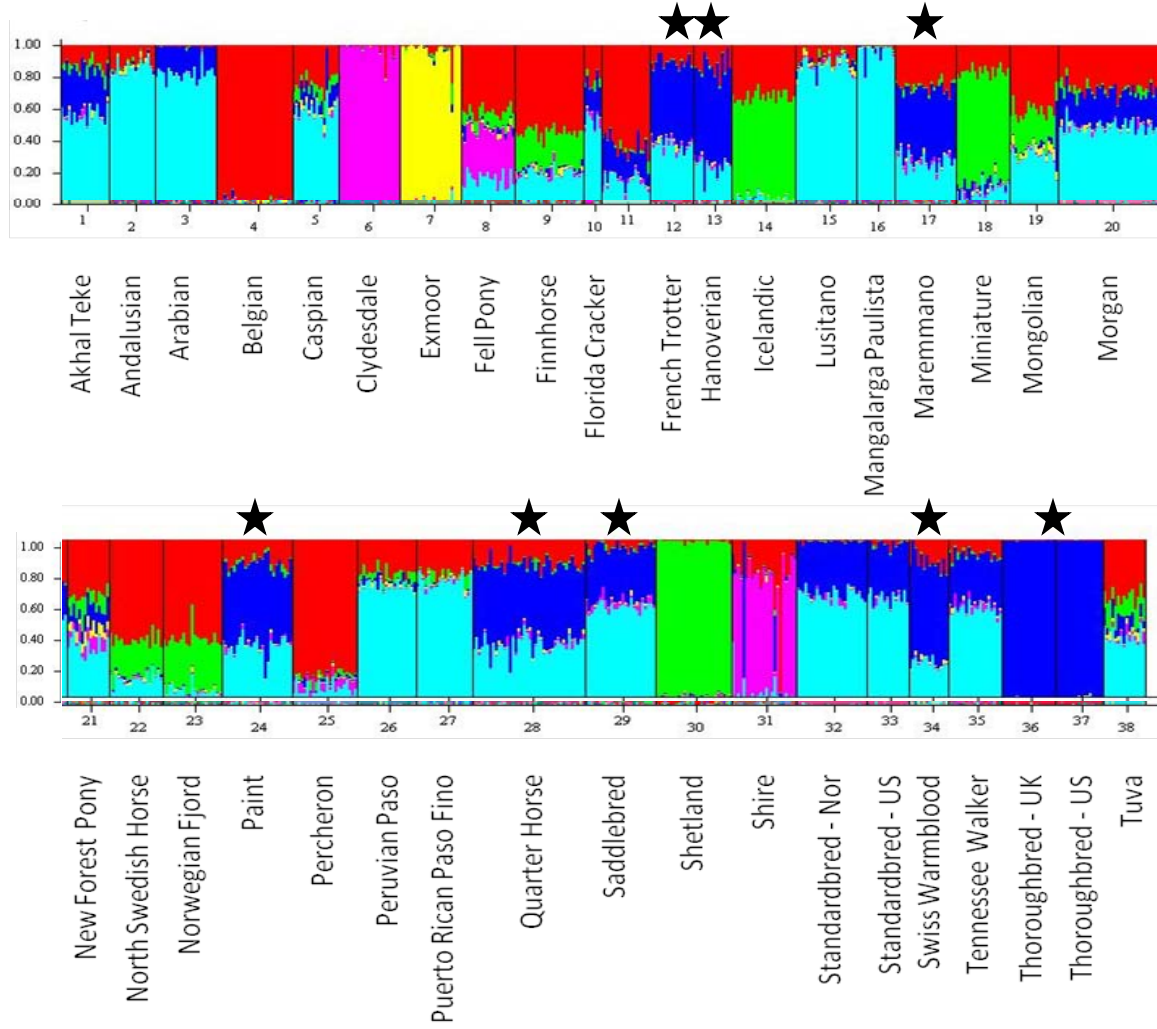 1.00
0.80
0.60
0.40
0.20
0.00
1 2 3 4 5 6 7 8 9 10 11 12 13 14 15 16 17 18 19 20
Akhal Teke
Andalusian
Arabian
Belgian
Caspian
Clydesdale
Exmoor
Fell Pony
Finnhorse
Florida Cracker
French Trotter
Hanoverian
Icelandic
Lusitano
Mangalarga Paulista
Maremmano
Miniature
Mongolian
Morgan
1.00
0.80
0.60
0.40
0.20
0.00
21 22 23 24 25 26 27 28 29 30 31 32 33 34 35 36 37 38
New Forest Pony
North Swedish Horse
Norwegian Fjord
Paint
Percheron
Peruvian Paso
Puerto Rican Paso Fino
Quarter Horse
Saddlebred
Shetland
Shire
Standardbred - Nor
Standardbred - US
Swiss Warmblood
Tennessee Walker
Thoroughbred - UK
Thoroughbred - US
Tuva